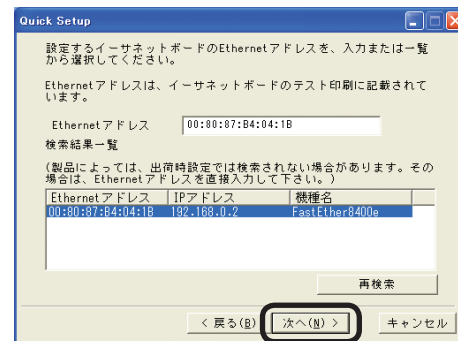 Quick Setup
設定するイーサネットボードのEthernetアドレスを、入力または一覧
から選択してください。
Ethernetアドレスは、イーサネットボードのテスト印刷に記載されて
います。
Ethernetアドレス 00:80:87:B4:04:1B
検索結果一覧
(製品によっては、出荷時設定では検索されない場合があります。その
場合は、Ethernetアドレスを直接入力して下さい。)
Ethernetアドレス IPアドレス 機種名
00:80:87:B4:04:1B 192.168.0.2 FastEther8400e
再検索
< 戻る(B) 次へ(N) > キャンセル